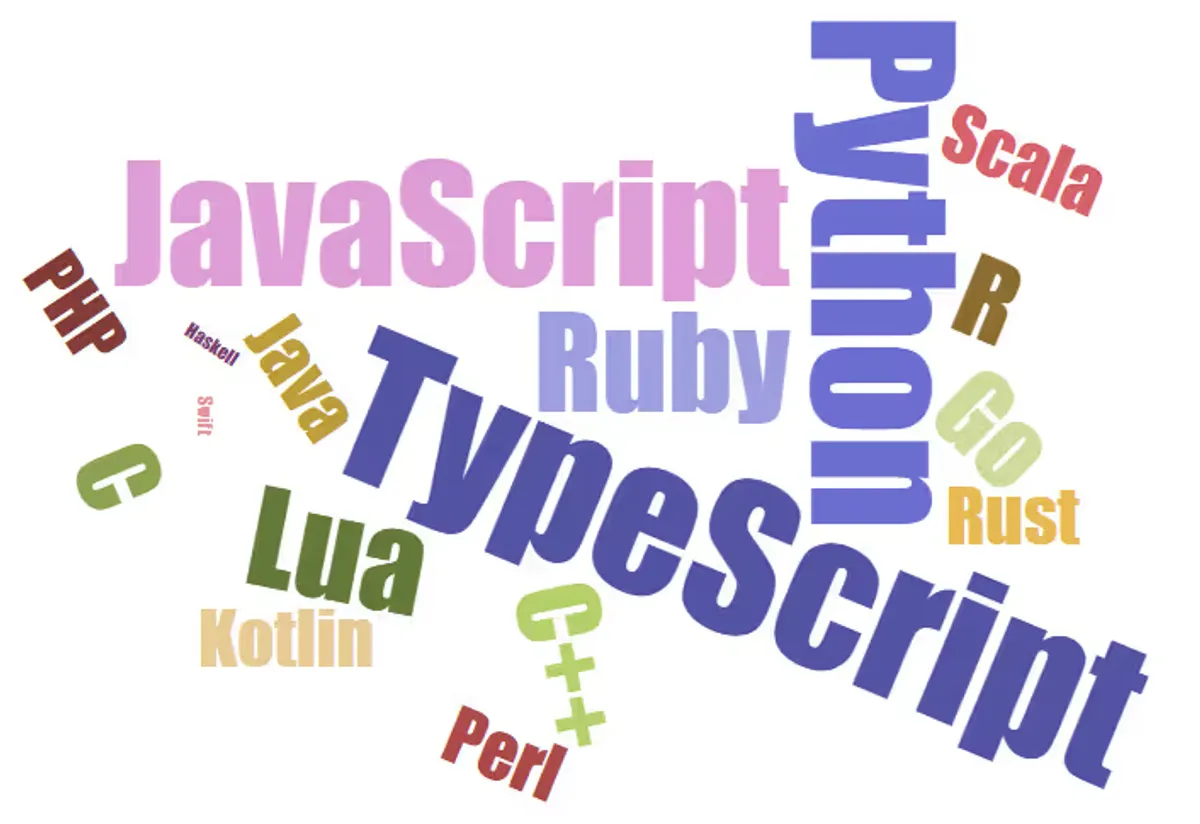 Python
Scala
JavaScript
PHP
Haskell
Java
R
Ruby
TypeScript
Swift
Go
C
Rust
Lua
Kotlin
C++
Perl